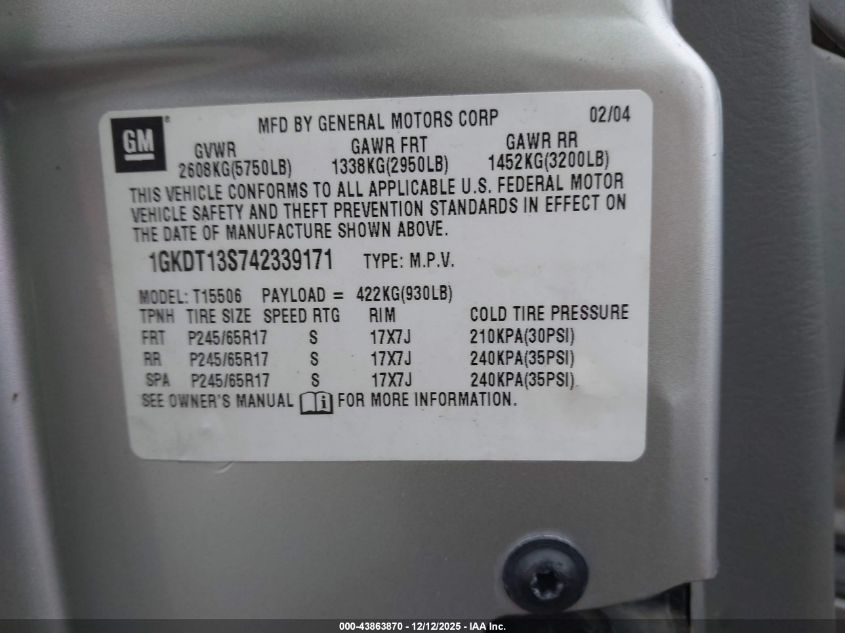 GM ® MFD BY GENERAL MOTORS CORP 02/04
GVWR GAWR FRT GAWR RR
2608KG(5750LB) 1338KG(2950LB) 1452KG(3200LB)
THIS VEHICLE CONFORMS TO ALL APPLICABLE U.S. FEDERAL MOTOR
VEHICLE SAFETY AND THEFT PREVENTION STANDARDS IN EFFECT ON
THE DATE OF MANUFACTURE SHOWN ABOVE.
1GKDT13S742339171 TYPE: M.P.V.
MODEL: T15506 PAYLOAD = 422KG(930LB)
TPNH TIRE SIZE SPEED RTG RIM COLD TIRE PRESSURE
FRT P245/65R17 S 17X7J 210KPA(30PSI)
RR P245/65R17 S 17X7J 240KPA(35PSI)
SPA P245/65R17 S 17X7J 240KPA(35PSI)
SEE OWNER'S MANUAL i FOR MORE INFORMATION.
000-43863870 - 12/12/2025 - IAA Inc.